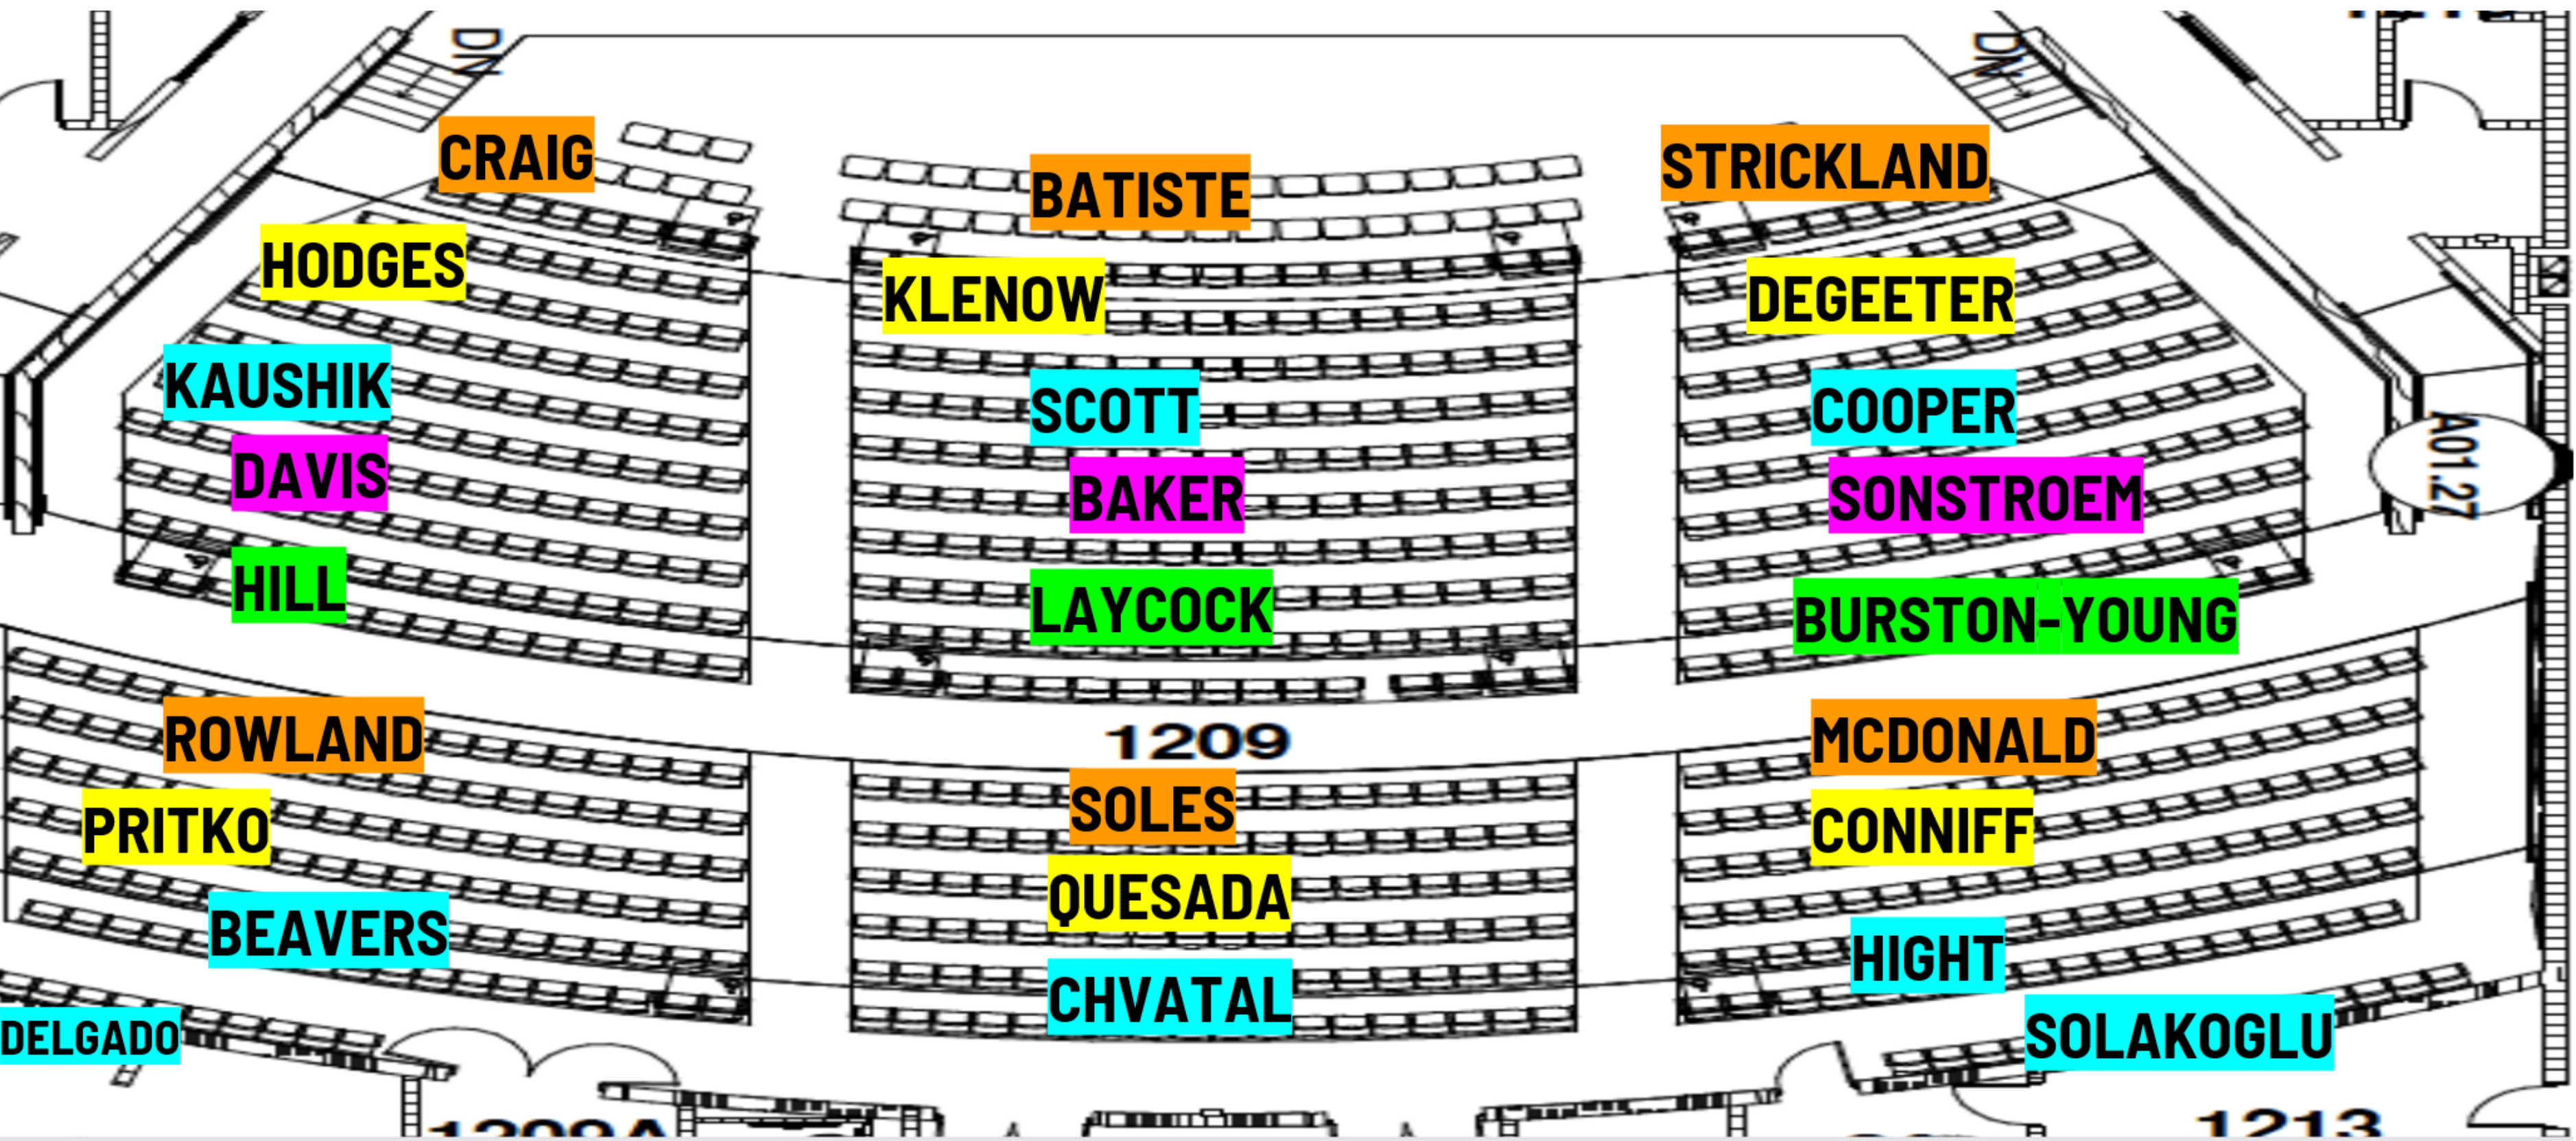 DN
DN
CRAIG
BATISTE
STRICKLAND
HODGES
KLENOW
DEGEETER
KAUSHIK
SCOTT
COOPER
A01.27
DAVIS
BAKER
SONSTROEM
HILL
LAYCOCK
BURSTON-YOUNG
1209
ROWLAND
SOLES
MCDONALD
PRITKO
QUESADA
CONNIFF
BEAVERS
CHVATAL
HIGHT
DELGADO
SOLAKOGLU
1209A
1213